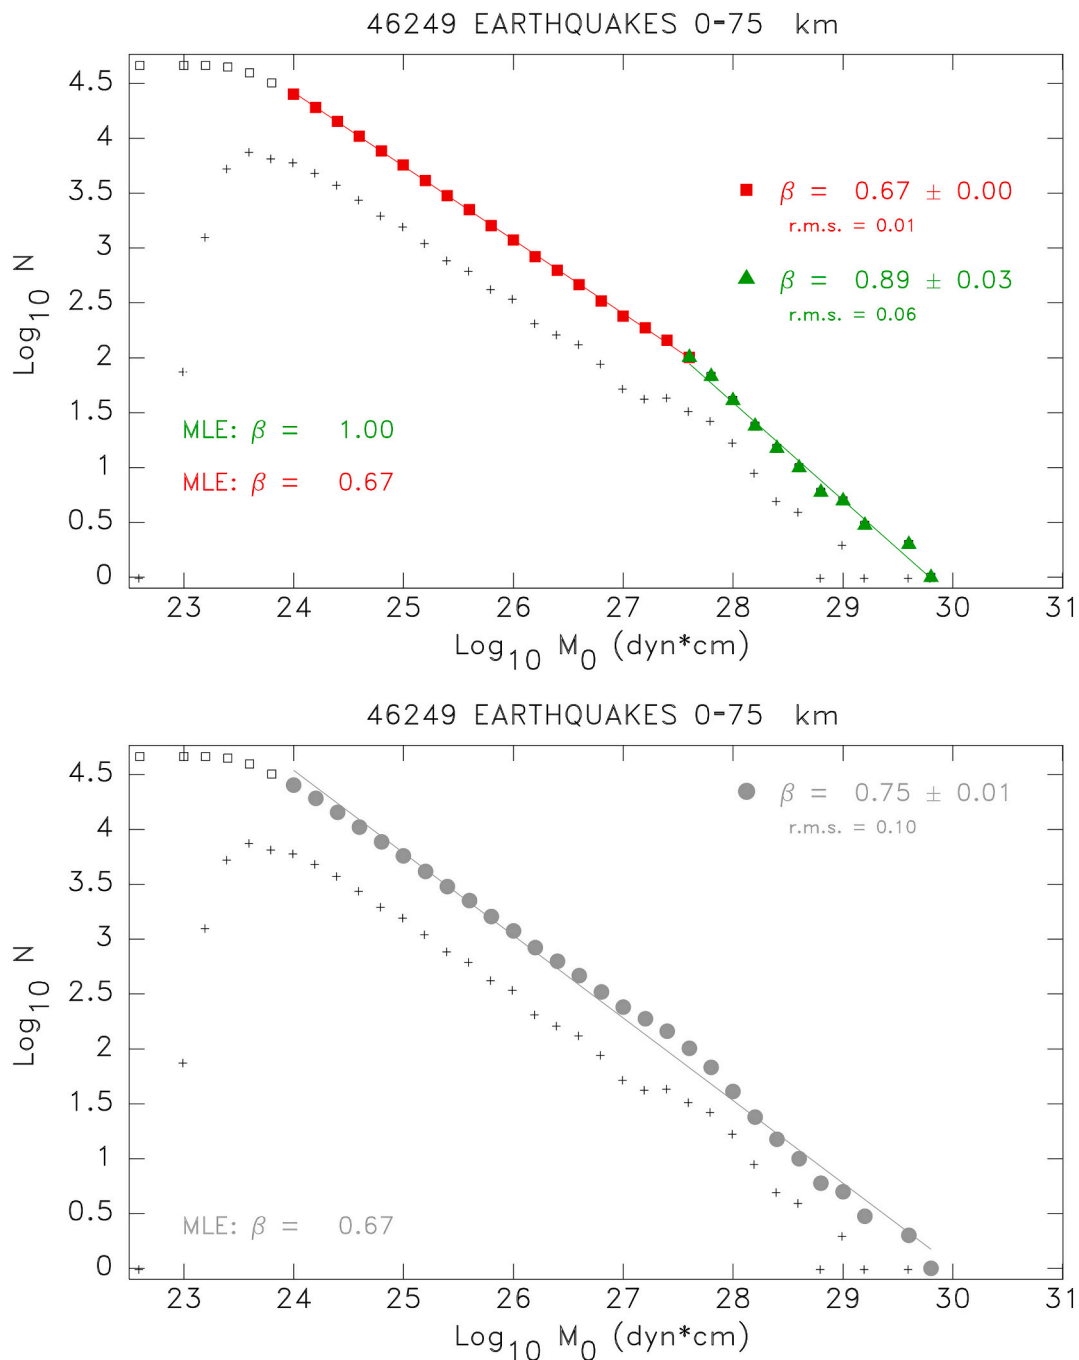 46249 EARTHQUAKES 0-75 km
4.5
4
3.5
3
2.5
2
1.5
1
0.5
0
Log10 N
β = 0.67 ± 0.00
r.m.s. = 0.01
β = 0.89 ± 0.03
r.m.s. = 0.06
MLE: β = 1.00
MLE: β = 0.67
23 24 25 26 27 28 29 30 31
Log10 M0 (dyn*cm)
46249 EARTHQUAKES 0-75 km
4.5
4
3.5
3
2.5
2
1.5
1
0.5
0
Log10 N
β = 0.75 ± 0.01
r.m.s. = 0.10
MLE: β = 0.67
23 24 25 26 27 28 29 30 31
Log10 M0 (dyn*cm)